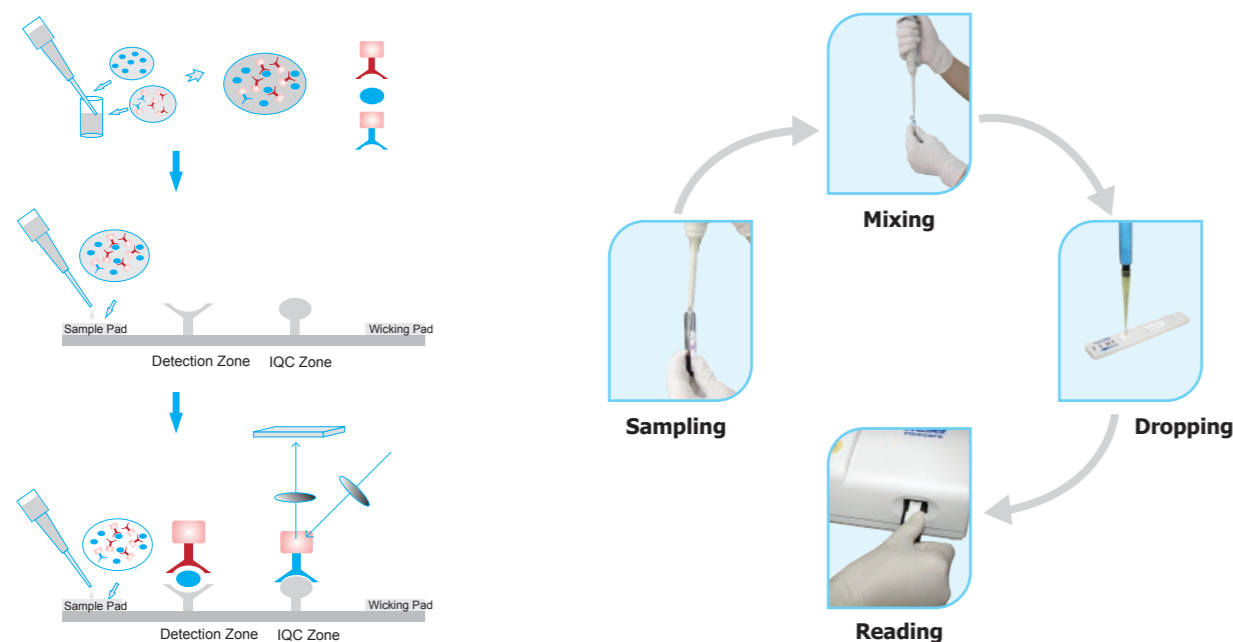 Sample Pad
Wicking Pad
Detection Zone
IQC Zone
Sample Pad
Wicking Pad
Detection Zone
IQC Zone
Mixing
Sampling
Dropping
Reading